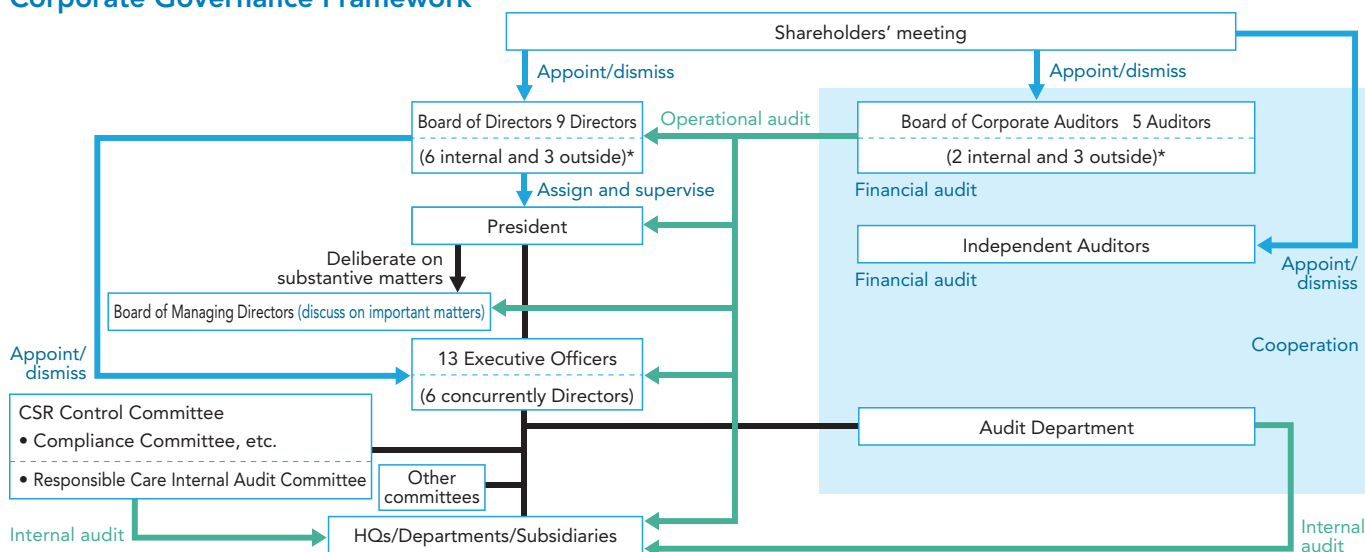 Corporate Governance Framework
Shareholders' meeting
Appoint/dismiss
Appoint/dismiss
Board of Directors 9 Directors
(6 internal and 3 outside)*
Operational audit
Board of Corporate Auditors 5 Auditors
(2 internal and 3 outside)*
Assign and supervise
Financial audit
President
Independent Auditors
Deliberate on
substantive matters
Financial audit
Appoint/
dismiss
Board of Managing Directors (discuss on important matters)
Appoint/
dismiss
13 Executive Officers
(6 concurrently Directors)
Cooperation
CSR Control Committee
• Compliance Committee, etc.
• Responsible Care Internal Audit Committee
Audit Department
Other
committees
Internal audit
HQs/Departments/Subsidiaries
Internal
audit